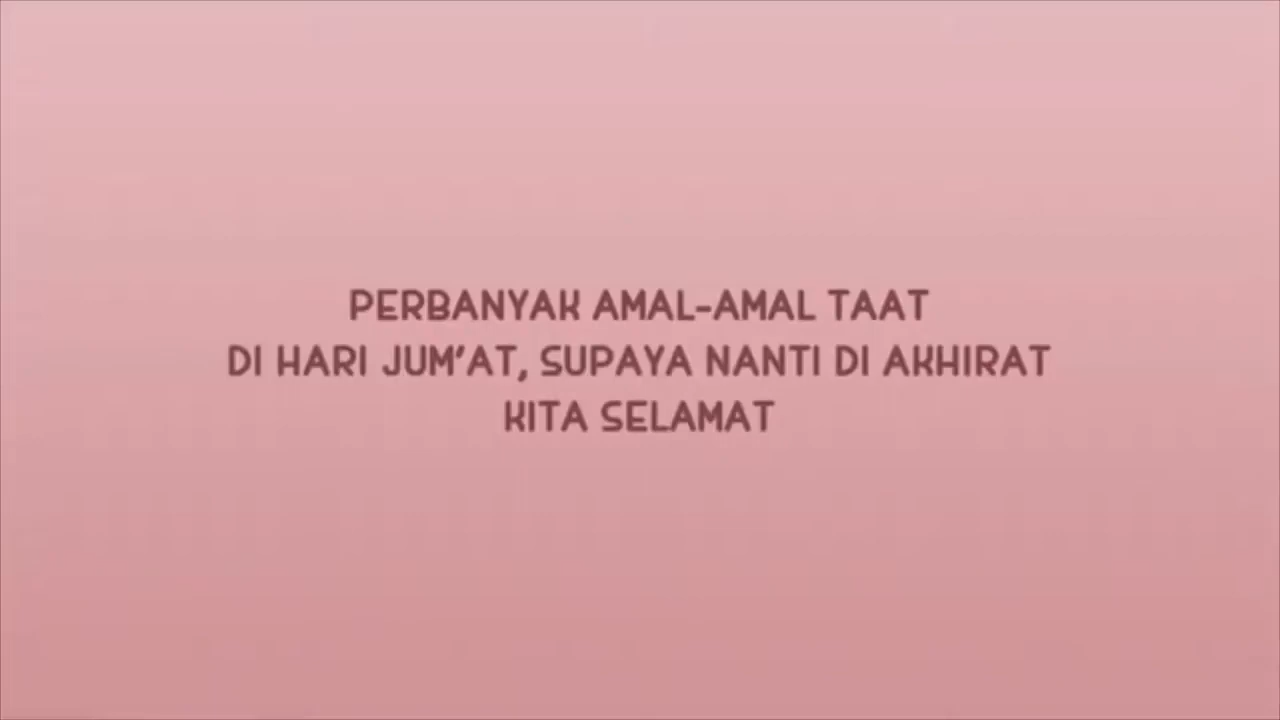 PERBANYAK AMAL-AMAL TAAT
DI HARI JUM'AT, SUPAYA NANTI DI AKHIRAT
KITA SELAMAT